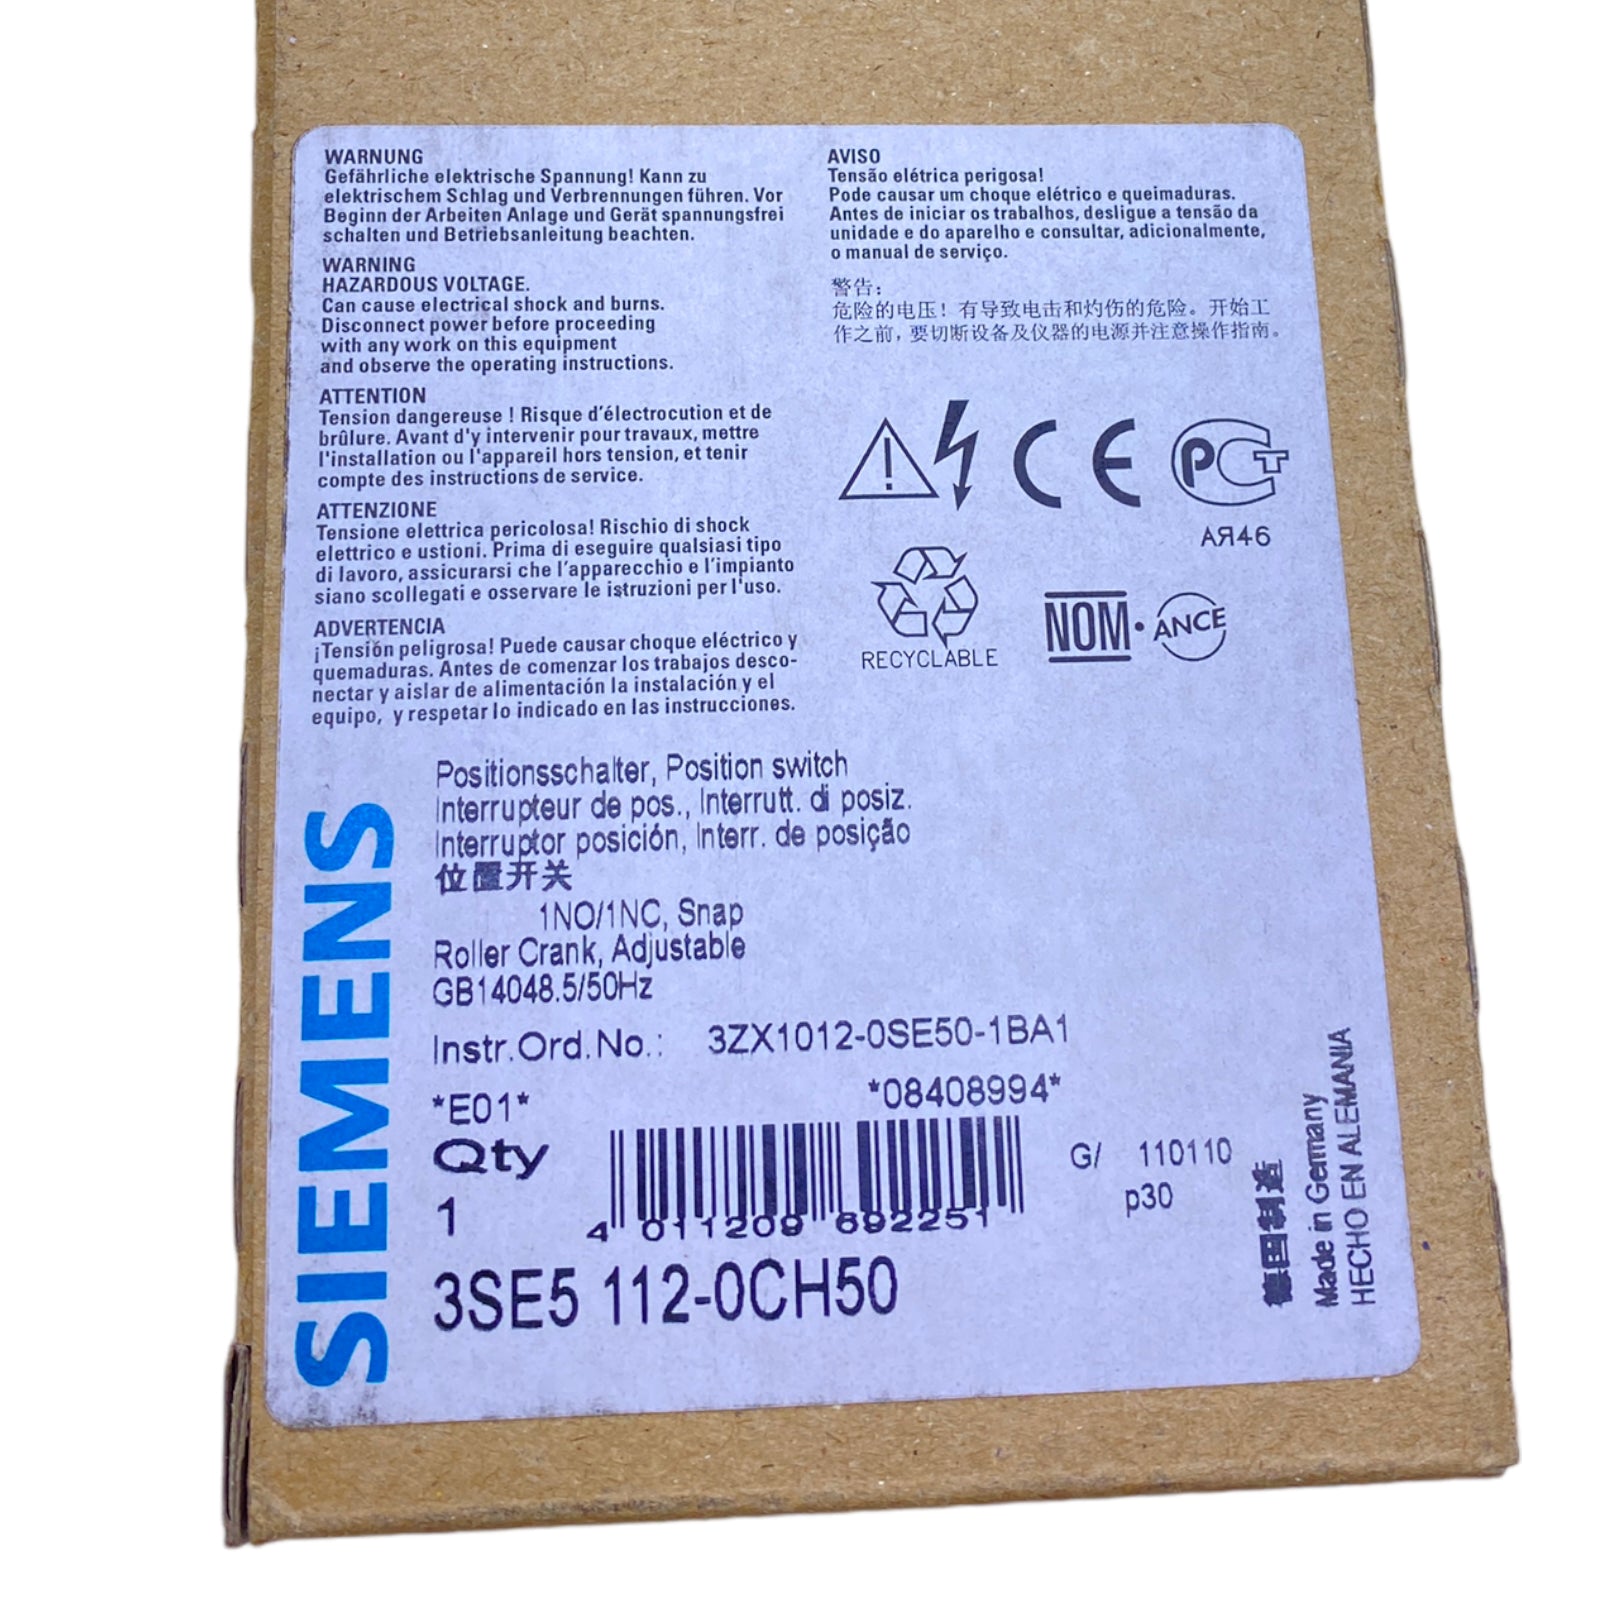 WARNUNG
Gefährliche elektrische Spannung! Kann zu
elektrischem Schlag und Verbrennungen führen. Vor
Beginn der Arbeiten Anlage und Gerät spannungsfrei
schalten und Betriebsanleitung beachten.
WARNING
HAZARDOUS VOLTAGE.
Can cause electrical shock and burns.
Disconnect power before proceeding
with any work on this equipment
and observe the operating instructions.
ATTENTION
Tension dangereuse ! Risque d'électrocution et de
brûlure. Avant d'y intervenir pour travaux, mettre
l'installation ou l'appareil hors tension, et tenir
compte des instructions de service.
ATTENZIONE
Tensione elettrica pericolosa! Rischio di shock
elettrico e ustioni. Prima di eseguire qualsiasi tipo
di lavoro, assicurarsi che l'apparecchio e l'impianto
siano scollegati e osservare le istruzioni per l'uso.
ADVERTENCIA
¡Tensión peligrosa! Puede causar choque eléctrico y
quemaduras. Antes de comenzar los trabajos desco-
nectar y aislar de alimentación la instalación y el
equipo, y respetar lo indicado en las instrucciones.
AVISO
Tensão elétrica perigosa!
Pode causar um choque elétrico e queimaduras.
Antes de iniciar os trabalhos, desligue a tensão da
unidade e do aparelho e consultar, adicionalmente,
o manual de serviço.
警告：
危险的电压！有导致电击和灼伤的危险。开始工
作之前，要切断设备及仪器的电源并注意操作指南。
CE
РСТ
АЯ46
RECYCLABLE
NOM · ANCE
SIEMENS
Positionsschalter, Position switch
Interrupteur de pos., Interrutt. di posiz.
Interruptor posición, Interr. de posição
位置开关
1NO/1NC, Snap
Roller Crank, Adjustable
GB14048.5/50Hz
Instr.Ord.No.: 3ZX1012-0SE50-1BA1
*E01* *08408994*
Qty
1
4 011209 692251
G/ 110110
p30
3SE5 112-0CH50
德国制造
Made in Germany
HECHO EN ALEMANIA